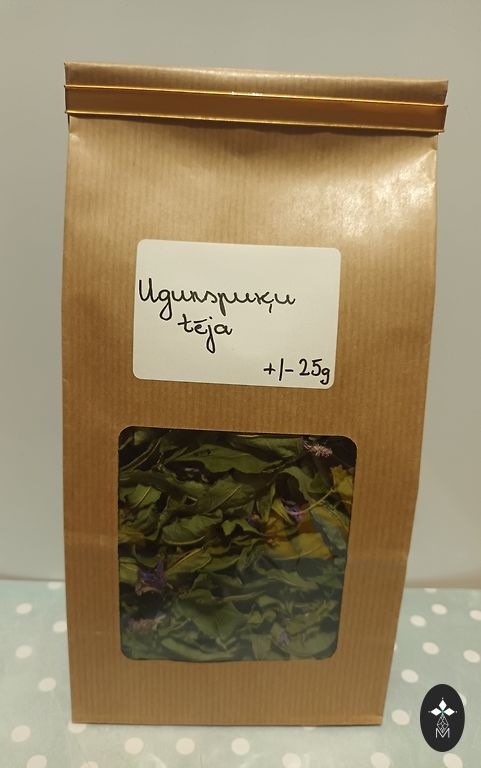 Ugunspuķu
tēja
+/- 25g
M